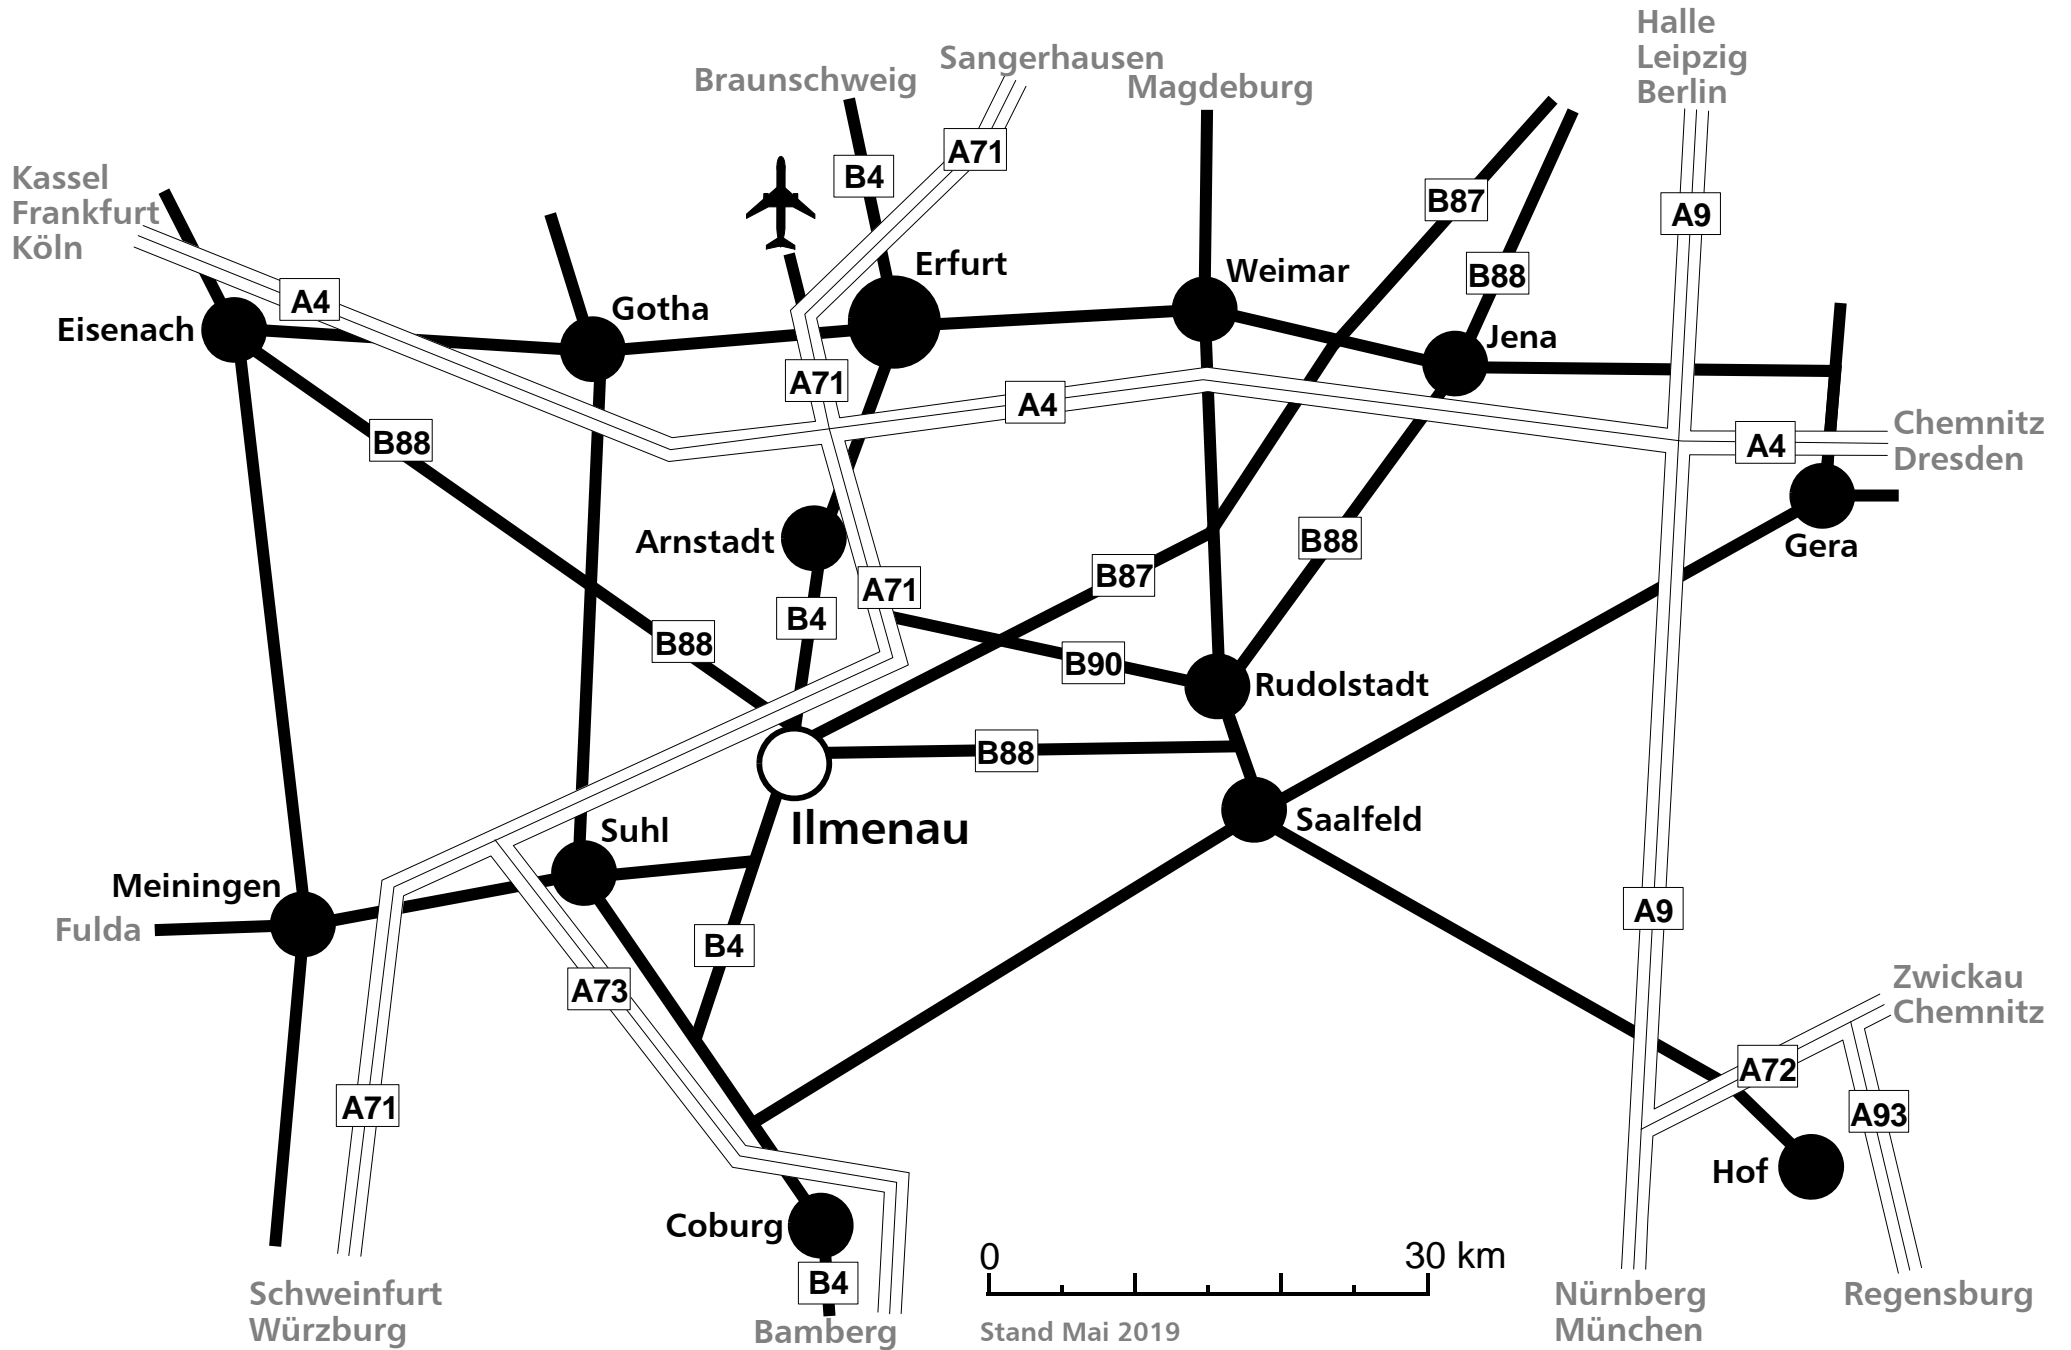 Halle
Leipzig
Berlin
Sangerhausen
Braunschweig
Magdeburg
A71
B4
Kassel
Frankfurt
Köln
B87
A9
Erfurt
Weimar
B88
A4
Gotha
Eisenach
Jena
A71
A4
Chemnitz
Dresden
B88
A4
Arnstadt
B88
Gera
B87
A71
B4
B88
B90
Rudolstadt
B88
Ilmenau
Saalfeld
Suhl
Meiningen
Fulda
A9
B4
A73
Zwickau
Chemnitz
A72
A71
A93
Hof
Coburg
B4
0
30 km
Schweinfurt
Würzburg
Bamberg
Stand Mai 2019
Nürnberg
München
Regensburg